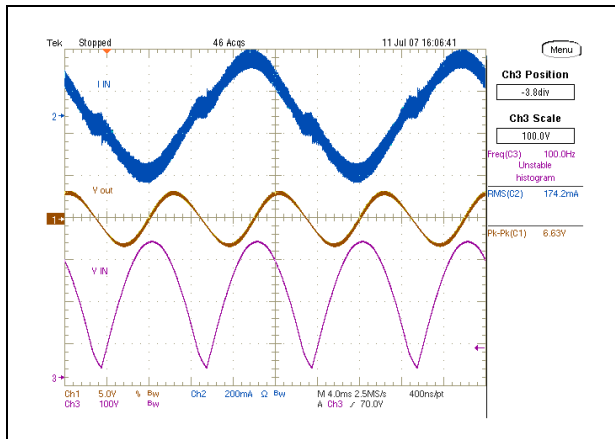 Tek Stopped 46 Acqs 11 Jul 07 16:06:41
Menu
I IN
Ch3 Position
-3.8div
2
Ch3 Scale
100.0V
Freq(C3) 100.0Hz
Unstable
histogram
RMS(C2) 174.2mA
V out
1
Pk-Pk(C1) 6.63V
V IN
3
Ch1 5.0V % Bw Ch2 200mA Ω Bw M 4.0ms 2.5MS/s 400ns/pt
Ch3 100V Bw A Ch3 / 70.0V